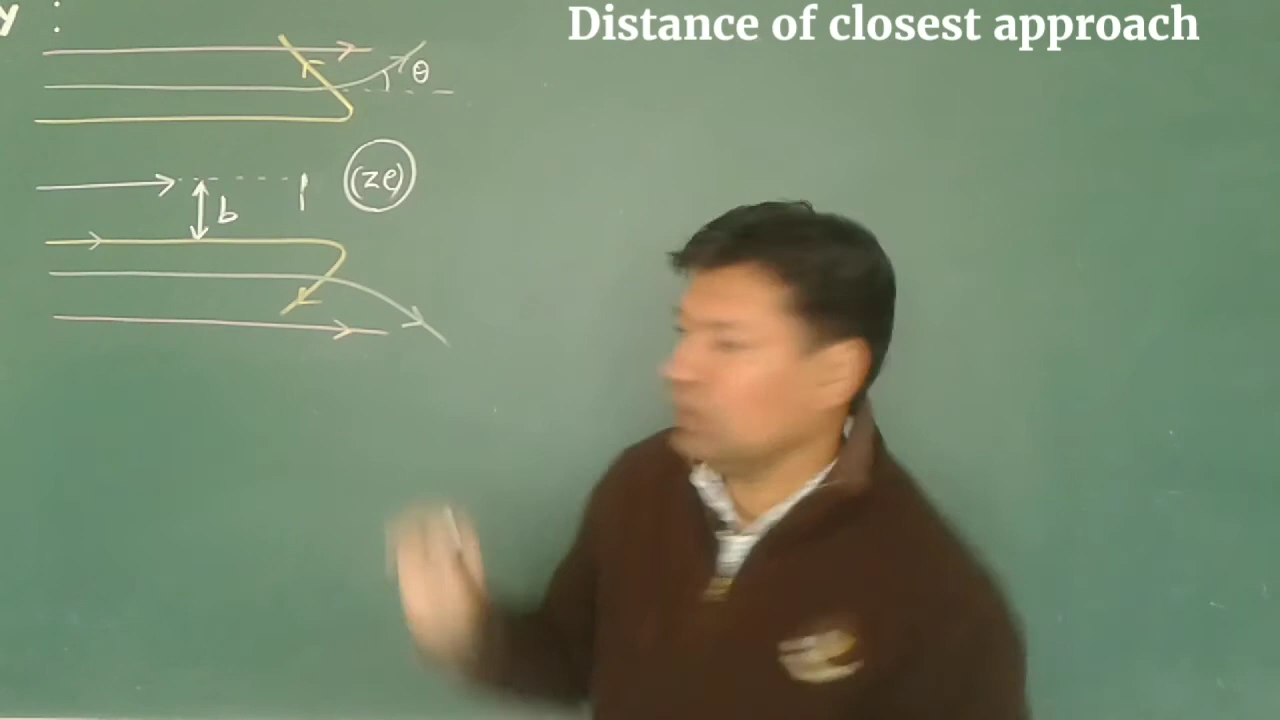 y :
Distance of closest approach
θ
(ze)
b